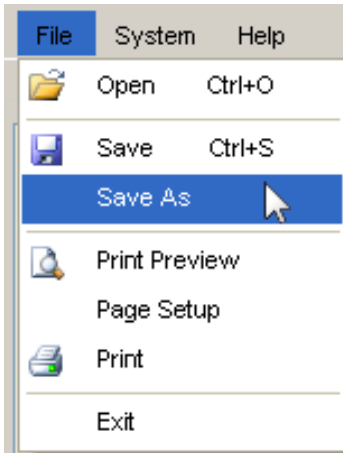 File System Help
Open Ctrl+O
Save Ctrl+S
Save As
Print Preview
Page Setup
Print
Exit